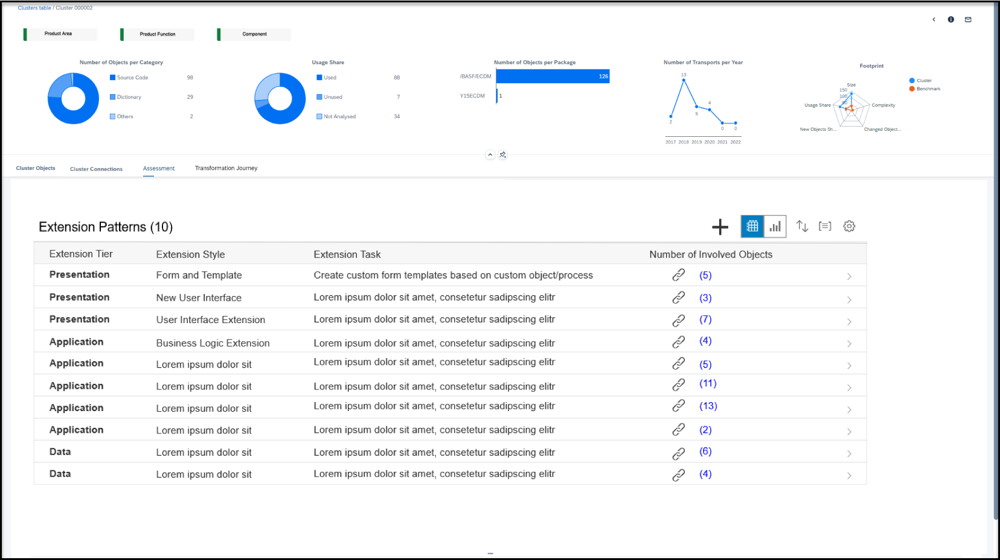 Clusters table / Cluster 000002
Product Area
Product Function
Component
Number of Objects per Category
Source Code 98
Dictionary 29
Others 2
Usage Share
Used 88
Unused 7
Not Analysed 34
Number of Objects per Package
/BASF/ECDM 126
Y15ECDM 1
Number of Transports per Year
13
2
5
4
0
0
2017 2018 2019 2020 2021 2022
Footprint
Size
150
100
Usage Share
Complexity
New Objects Sh...
Changed Object...
Cluster
Benchmark
Cluster Objects
Cluster Connections
Assessment
Transformation Journey
Extension Patterns (10)
Extension Tier Extension Style Extension Task Number of Involved Objects
Presentation Form and Template Create custom form templates based on custom object/process (5)
Presentation New User Interface Lorem ipsum dolor sit amet, consetetur sadipscing elitr (3)
Presentation User Interface Extension Lorem ipsum dolor sit amet, consetetur sadipscing elitr (7)
Application Business Logic Extension Lorem ipsum dolor sit amet, consetetur sadipscing elitr (4)
Application Lorem ipsum dolor sit Lorem ipsum dolor sit amet, consetetur sadipscing elitr (5)
Application Lorem ipsum dolor sit Lorem ipsum dolor sit amet, consetetur sadipscing elitr (11)
Application Lorem ipsum dolor sit Lorem ipsum dolor sit amet, consetetur sadipscing elitr (13)
Application Lorem ipsum dolor sit Lorem ipsum dolor sit amet, consetetur sadipscing elitr (2)
Data Lorem ipsum dolor sit Lorem ipsum dolor sit amet, consetetur sadipscing elitr (6)
Data Lorem ipsum dolor sit Lorem ipsum dolor sit amet, consetetur sadipscing elitr (4)